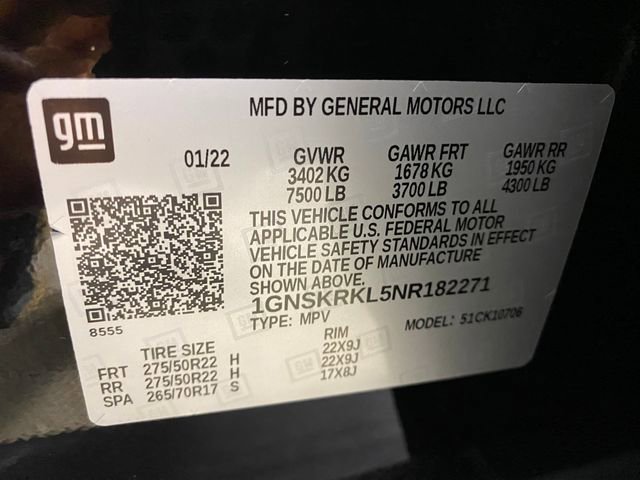 gm
MFD BY GENERAL MOTORS LLC
01/22 GVWR GAWR FRT GAWR RR
3402 KG 1678 KG 1950 KG
7500 LB 3700 LB 4300 LB
THIS VEHICLE CONFORMS TO ALL
APPLICABLE U.S. FEDERAL MOTOR
VEHICLE SAFETY STANDARDS IN EFFECT
ON THE DATE OF MANUFACTURE
SHOWN ABOVE.
1GNSKRKL5NR182271
8555 TYPE: MPV MODEL: 51CK10706
TIRE SIZE RIM
FRT 275/50R22 H 22X9J
RR 275/50R22 H 22X9J
SPA 265/70R17 S 17X8J